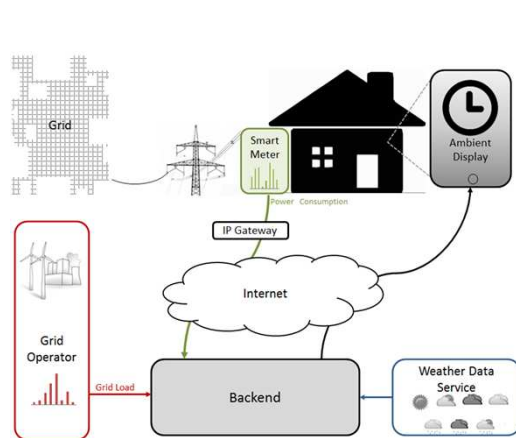 Grid
Smart
Meter
Ambient
Display
Power Consumption
IP Gateway
Internet
Grid
Operator
Grid Load
Backend
Weather Data
Service